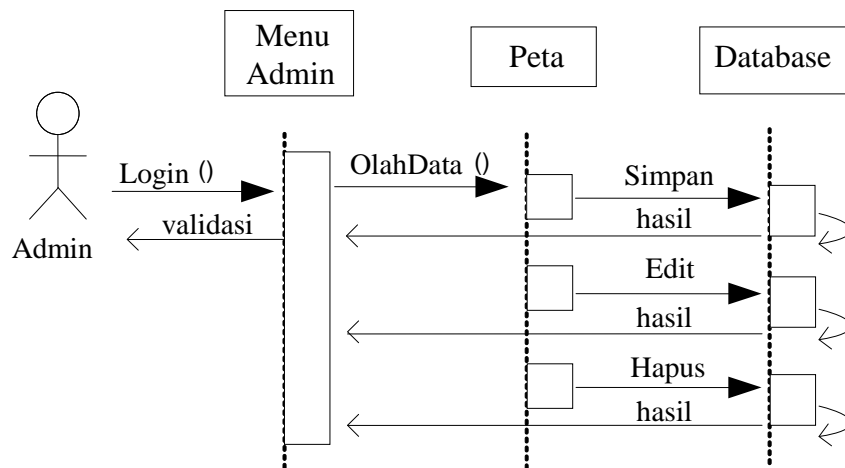 Menu
Admin
Peta
Database
Login ()
OlahData ()
Simpan
validasi
hasil
Admin
Edit
hasil
Hapus
hasil